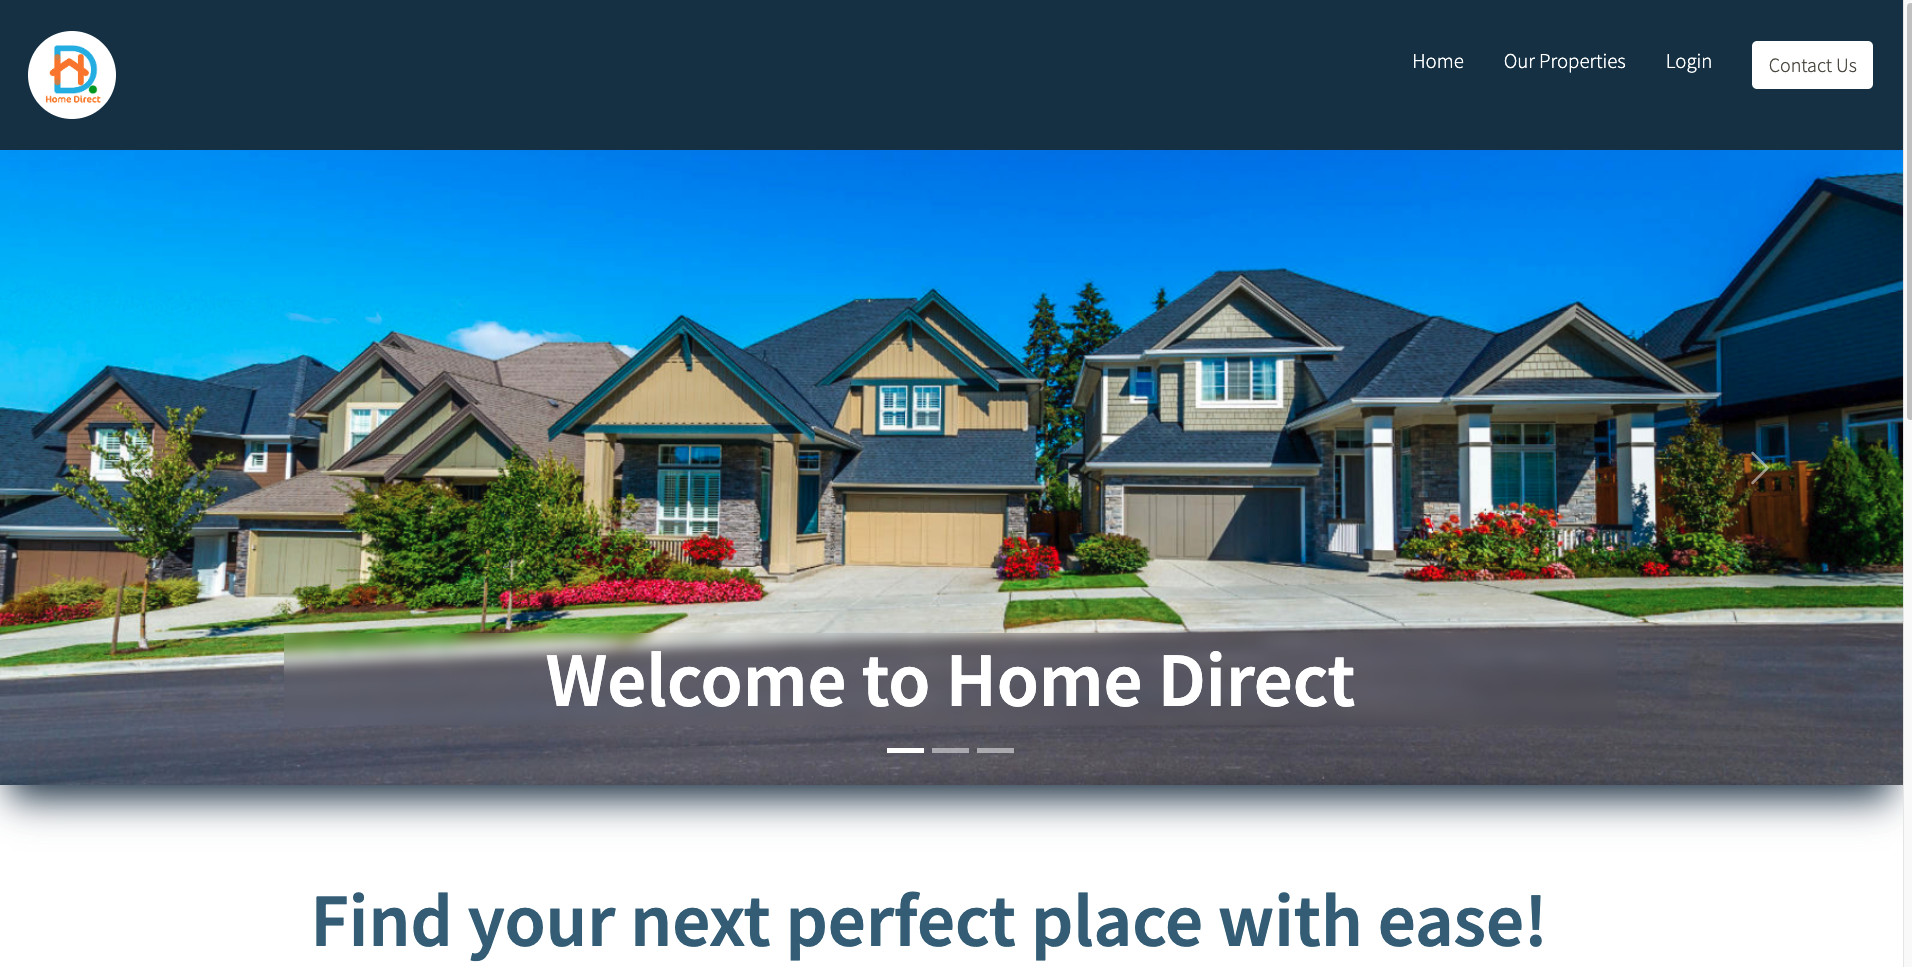 Home Direct
Home
Our Properties
Login
Contact Us
Welcome to Home Direct
Find your next perfect place with ease!